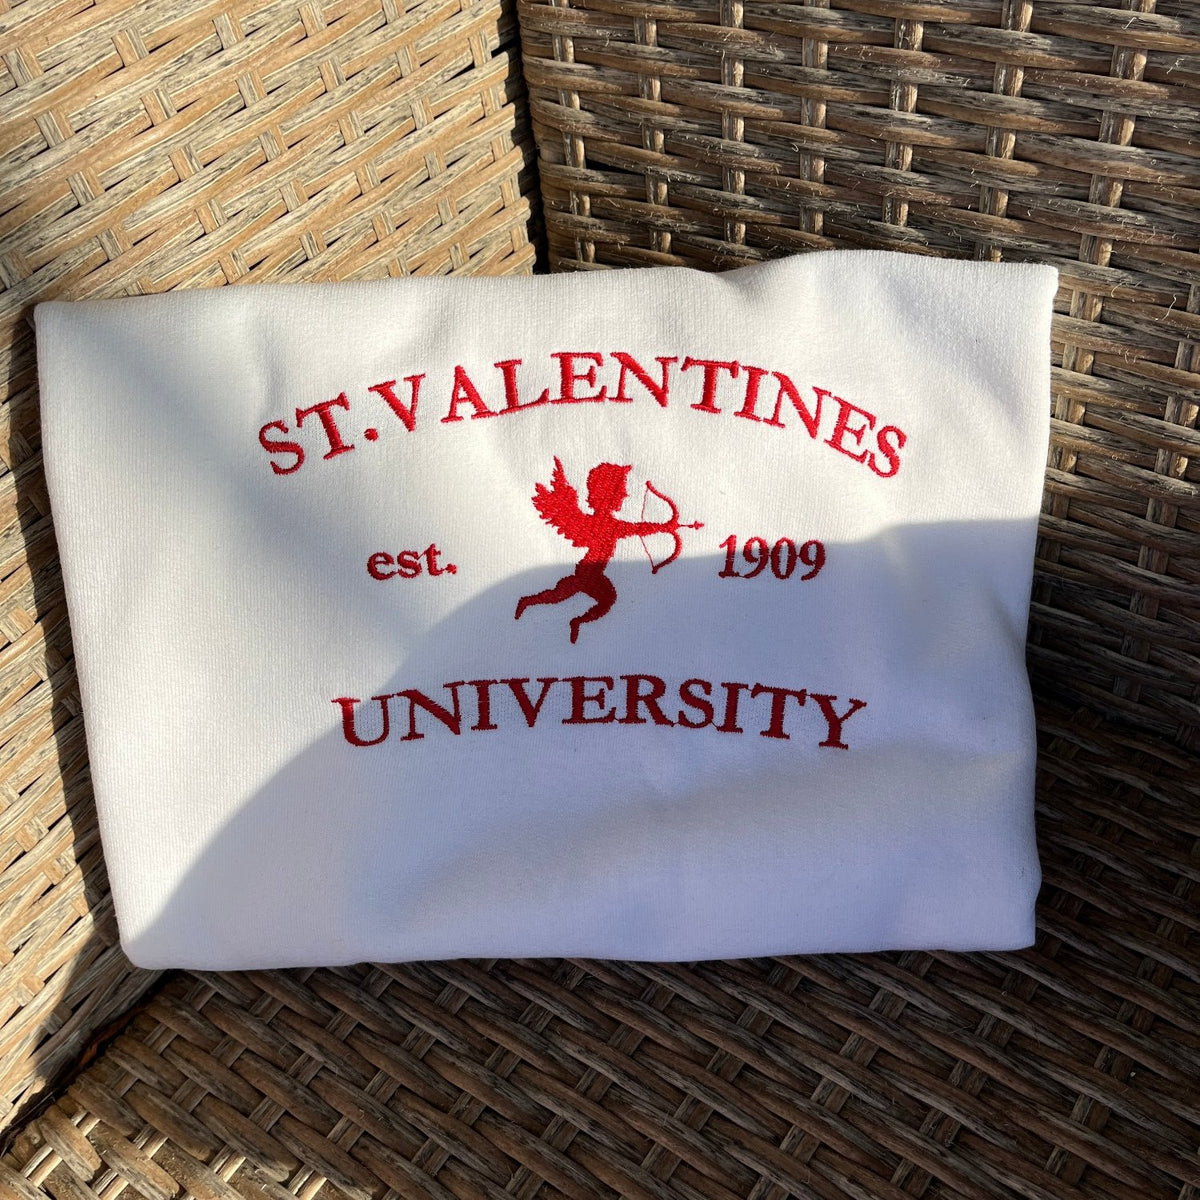 ST. VALENTINES
est. 1909
UNIVERSITY